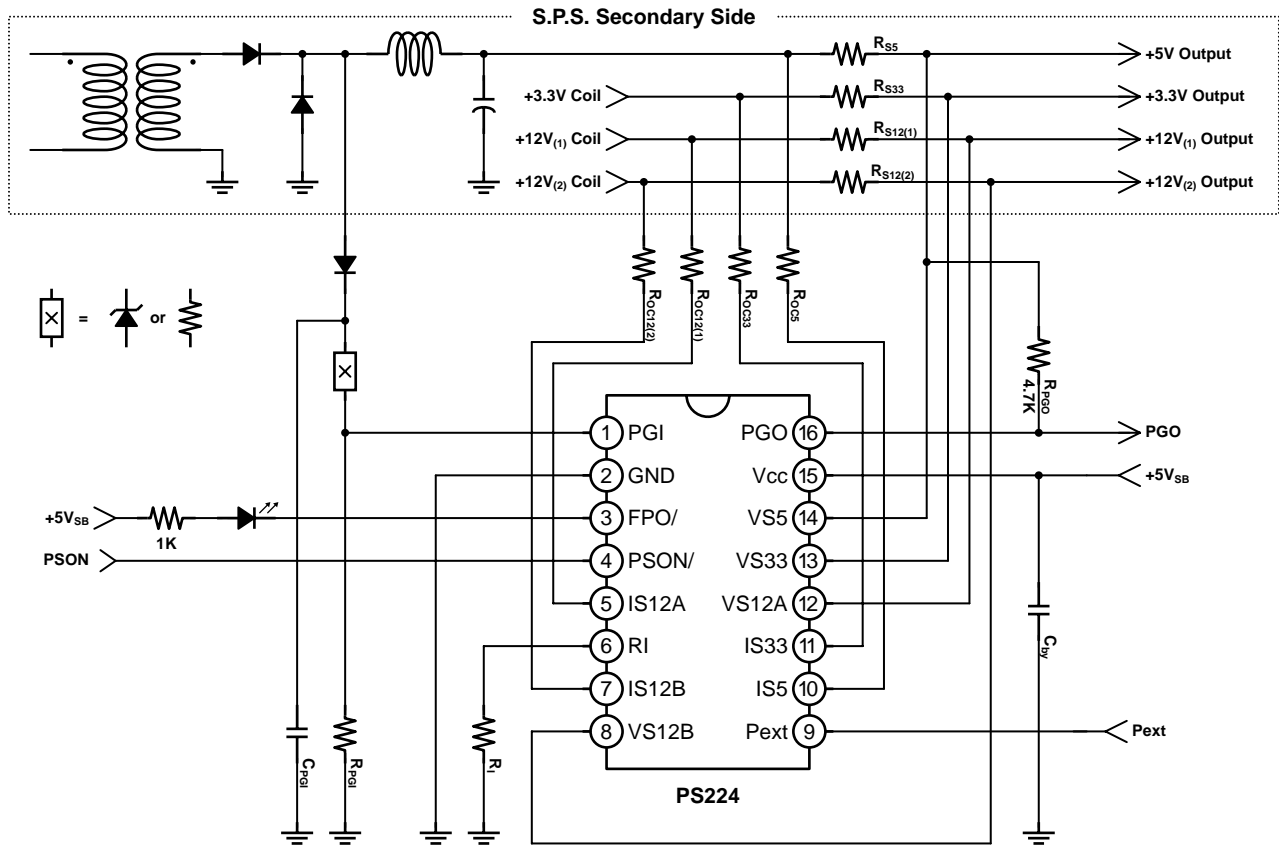 S.P.S. Secondary Side
RS5
+5V Output
+3.3V Coil
RS33
+3.3V Output
+12V(1) Coil
RS12(1)
+12V(1) Output
+12V(2) Coil
RS12(2)
+12V(2) Output
ROC12(2)
ROC12(1)
ROC33
ROC5
= or
RPGO
4.7K
1 PGI
PGO 16
PGO
2 GND
Vcc 15
+5VSB
+5VSB
1K
3 FPO/
VS5 14
PSON
4 PSON/
VS33 13
5 IS12A
VS12A 12
6 RI
IS33 11
7 IS12B
IS5 10
8 VS12B
Pext 9
Pext
CPGI
RPGI
RI
Cby
PS224